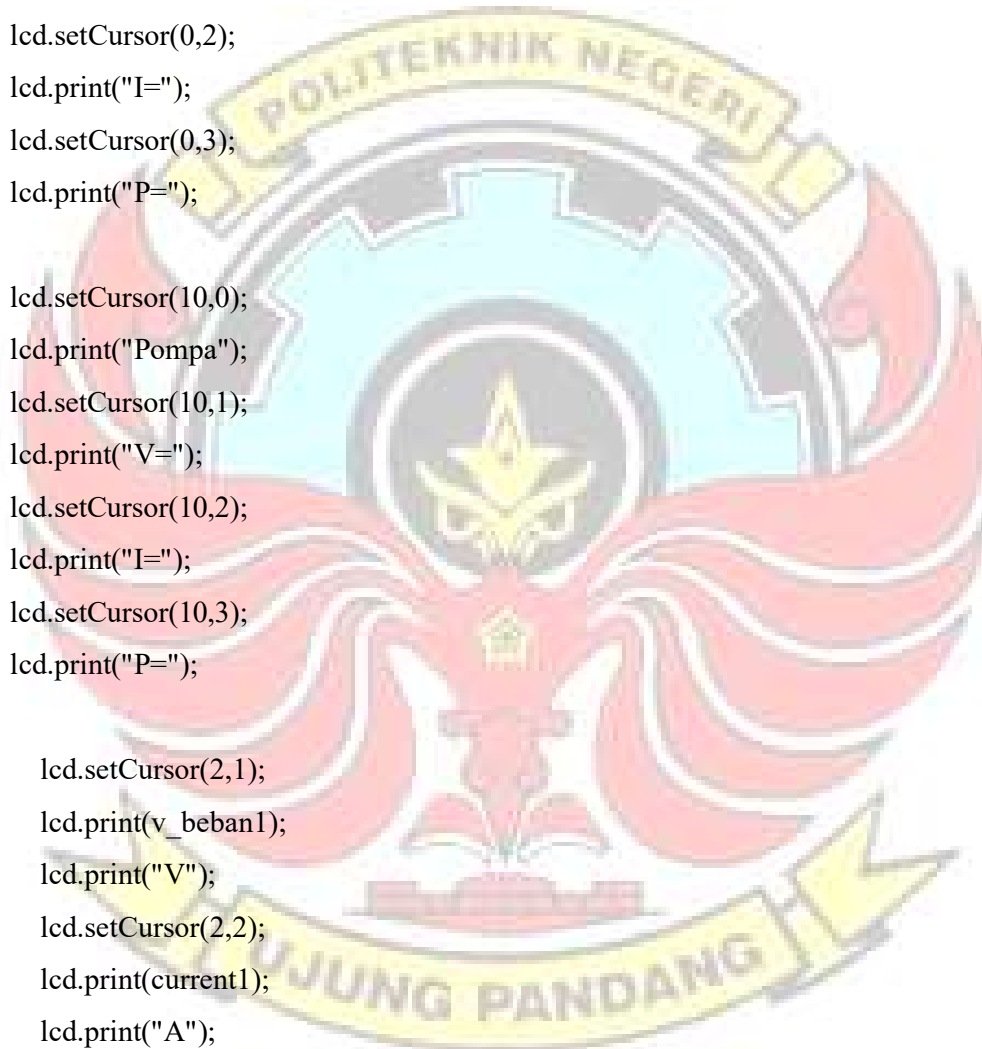 POLITEKNIK NEGERI
lcd.setCursor(0,2);
lcd.print("I=");
lcd.setCursor(0,3);
lcd.print("P=");
lcd.setCursor(10,0);
lcd.print("Pompa");
lcd.setCursor(10,1);
lcd.print("V=");
lcd.setCursor(10,2);
lcd.print("I=");
lcd.setCursor(10,3);
lcd.print("P=");
lcd.setCursor(2,1);
lcd.print(v_beban1);
lcd.print("V");
lcd.setCursor(2,2);
lcd.print(current1);
lcd.print("A");
UJUNG PANDANG